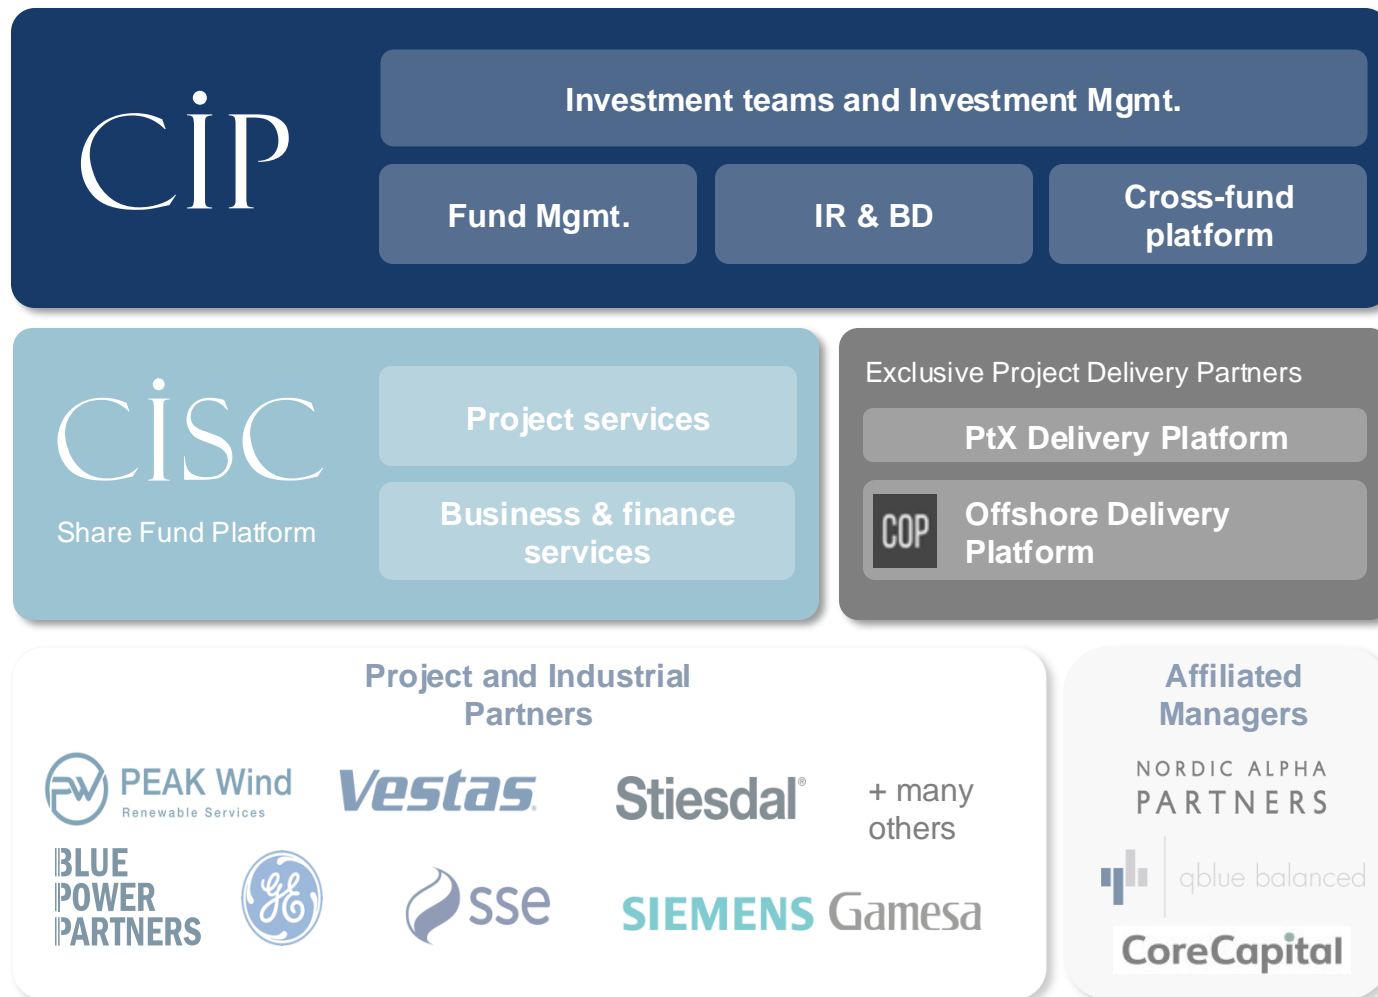 CIP
Investment teams and Investment Mgmt.
Fund Mgmt.
IR & BD
Cross-fund
platform
CISC
Share Fund Platform
Project services
Business & finance
services
Exclusive Project Delivery Partners
PtX Delivery Platform
COP
Offshore Delivery
Platform
Project and Industrial
Partners
PW
PEAK Wind
Renewable Services
Vestas.
Stiesdal®
+ many
others
BLUE
POWER
PARTNERS
GE
sse
SIEMENS Gamesa
Affiliated
Managers
NORDIC ALPHA
PARTNERS
qblue balanced
CoreCapital